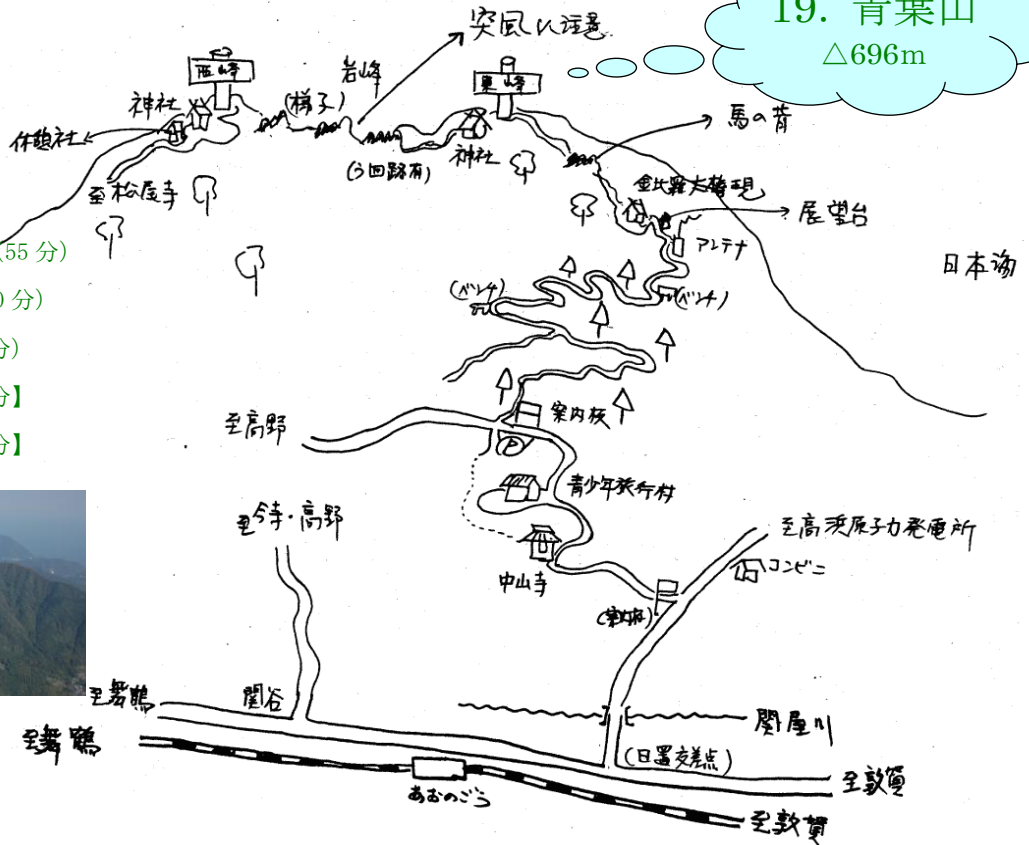 19. 青葉山
△696m
突風に注意
西峰
岩峰
(梯子)
東峰
神社
休憩社
馬の背
神社
(う回路有)
至松尾寺
金比羅大権現
展望台
アンテナ
日本海
(55 分)
0 分)
分)
分】
分】
(ベンチ)
(ベンチ)
案内板
至高野
P
青少年旅行村
至今寺・高野
至高浜原子力発電所
コンビニ
中山寺
(案内板)
至舞鶴
関谷
関屋川
至舞鶴
(日置交差点)
至敦賀
あおのごう
至敦賀